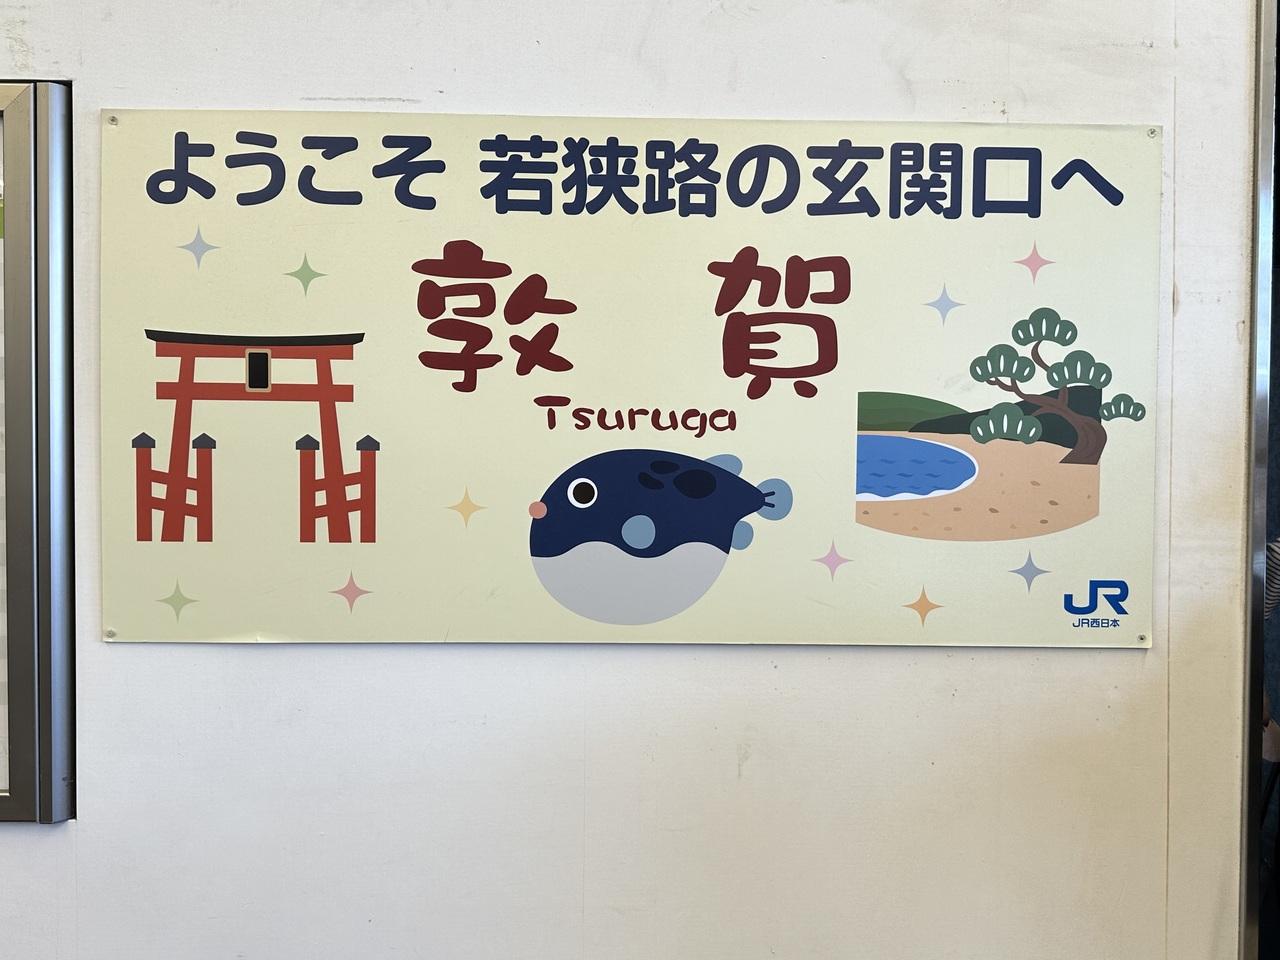 ようこそ 若狭路の玄関口へ
敦賀
Tsuruga
JR
JR西日本